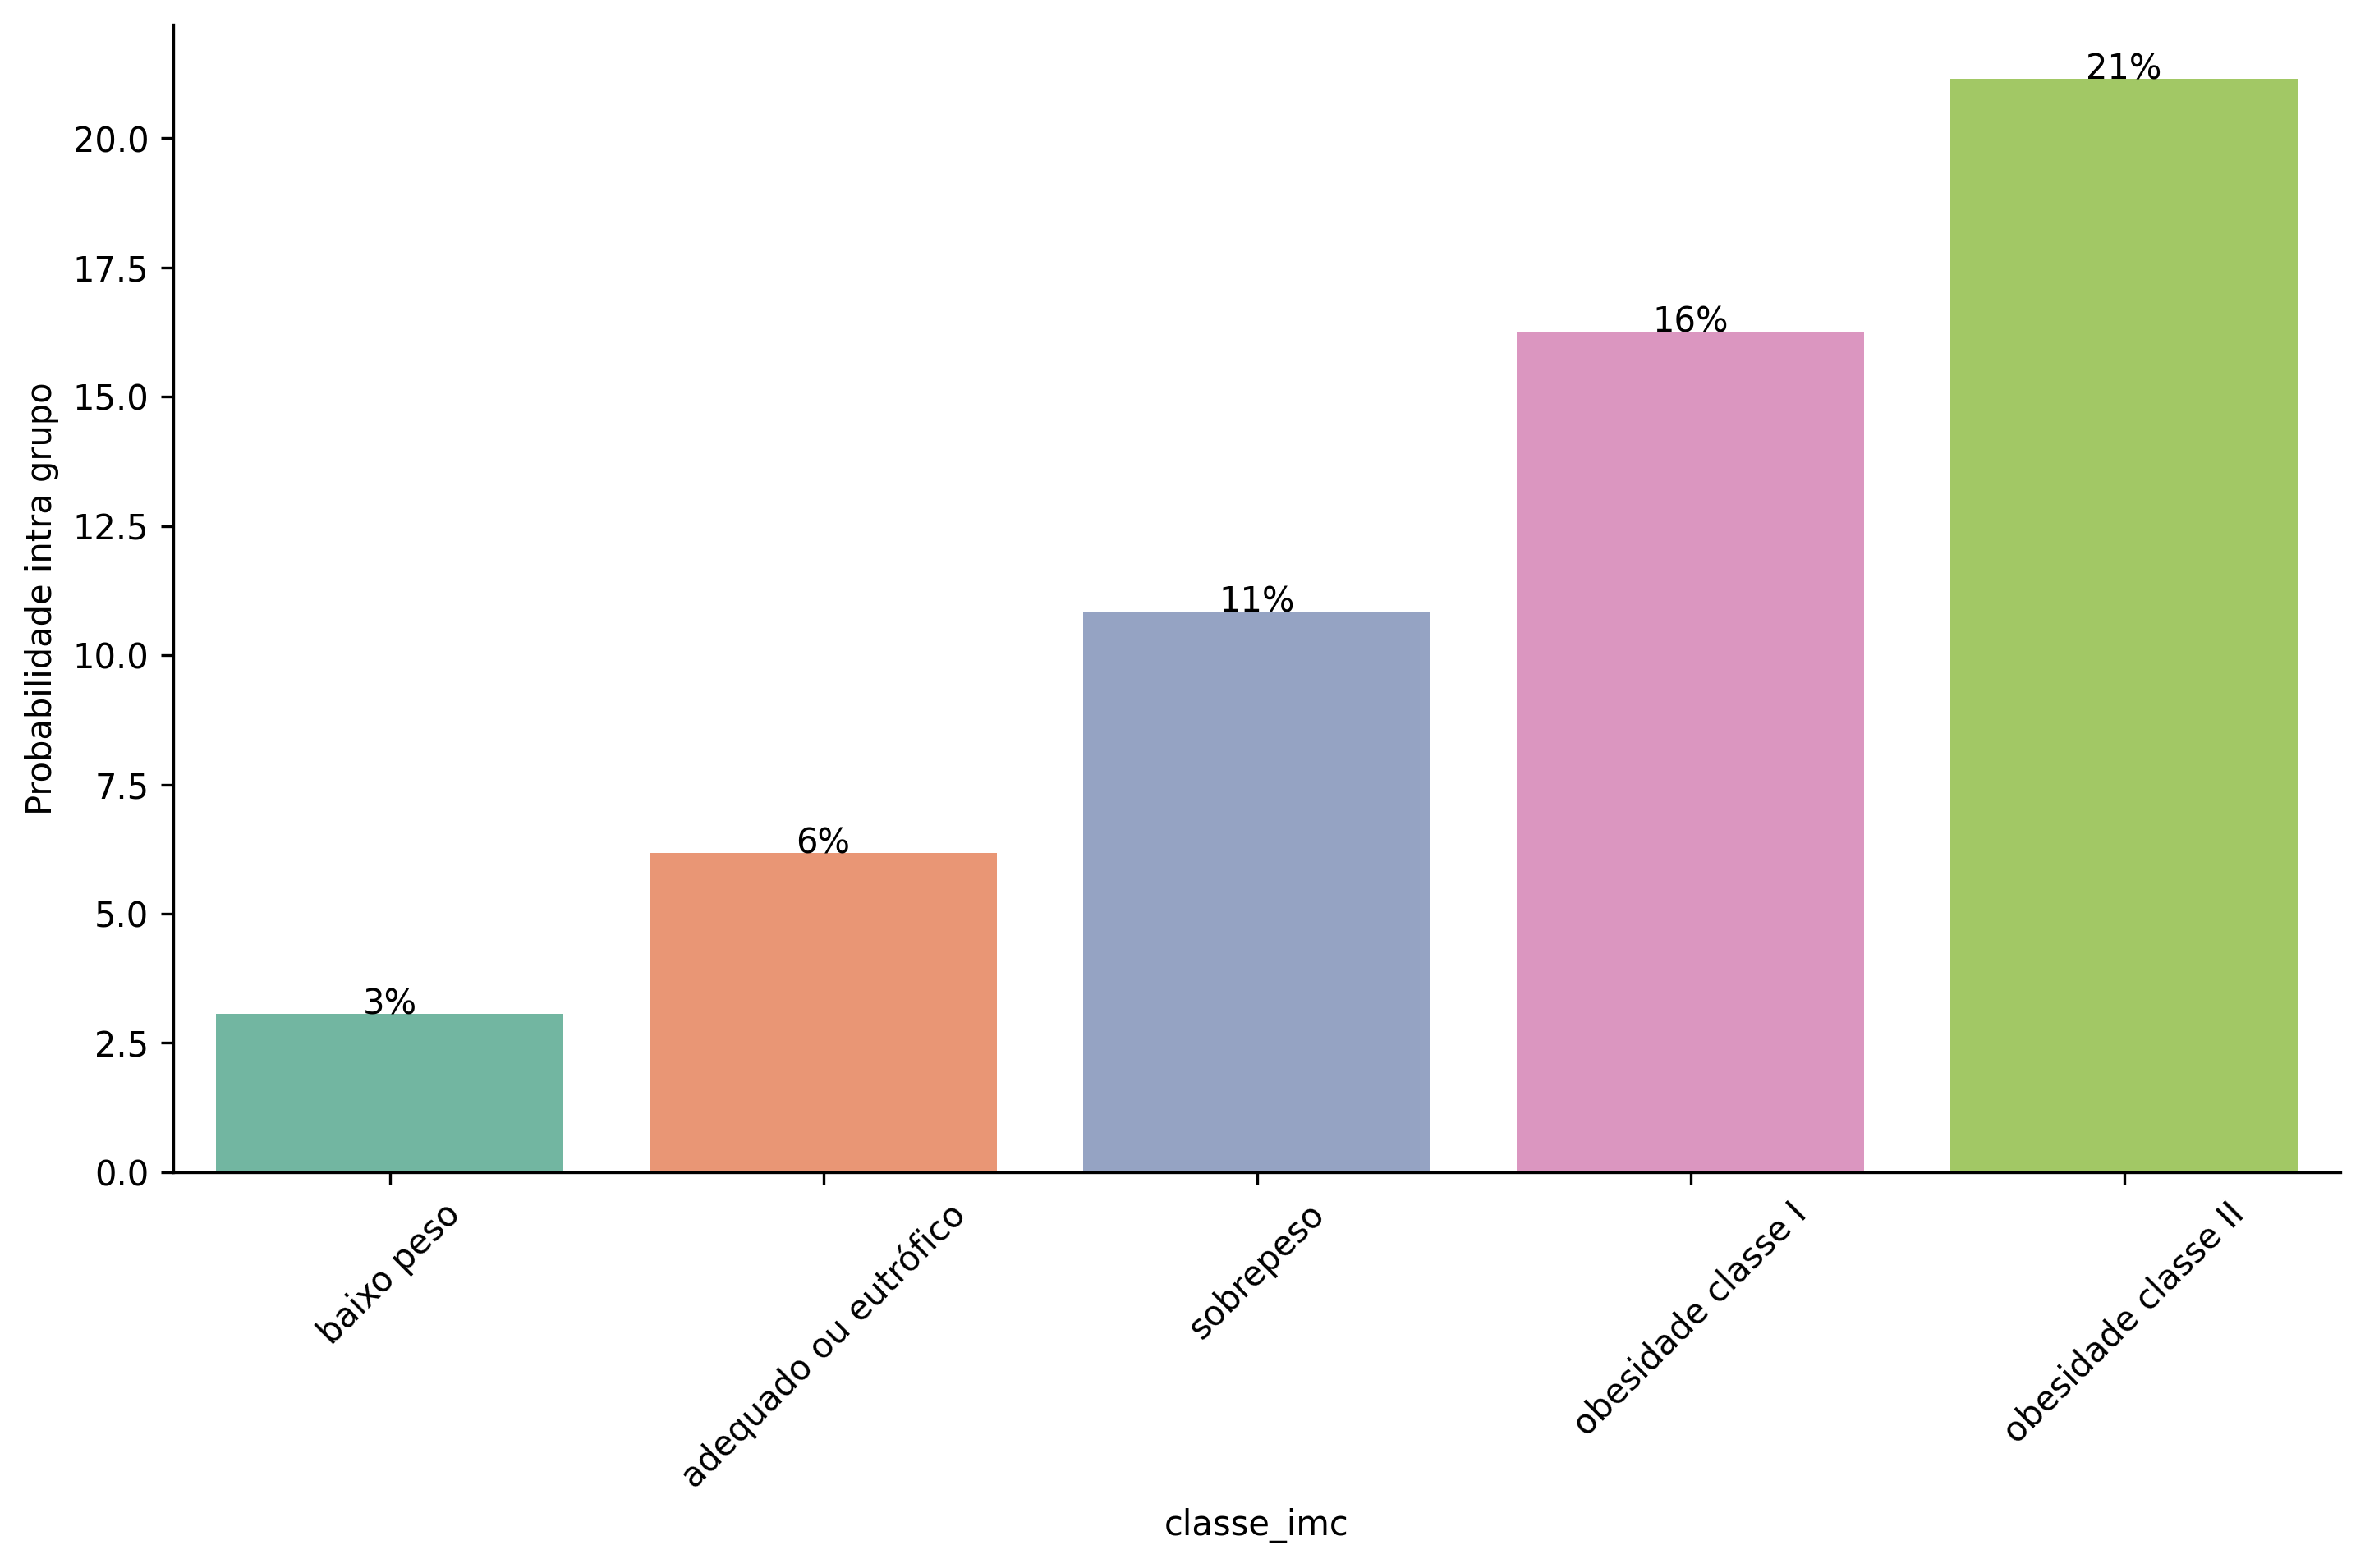 Probabilidade intra grupo
20.0
17.5
15.0
12.5
10.0
7.5
5.0
2.5
0.0
3%
6%
11%
16%
21%
baixo peso
adequado ou eutrófico
sobrepeso
obesidade classe I
obesidade classe II
classe_imc